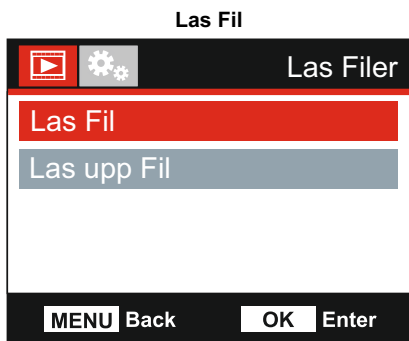 Las Fil
Las Filer
Las Fil
Las upp Fil
MENU Back OK Enter